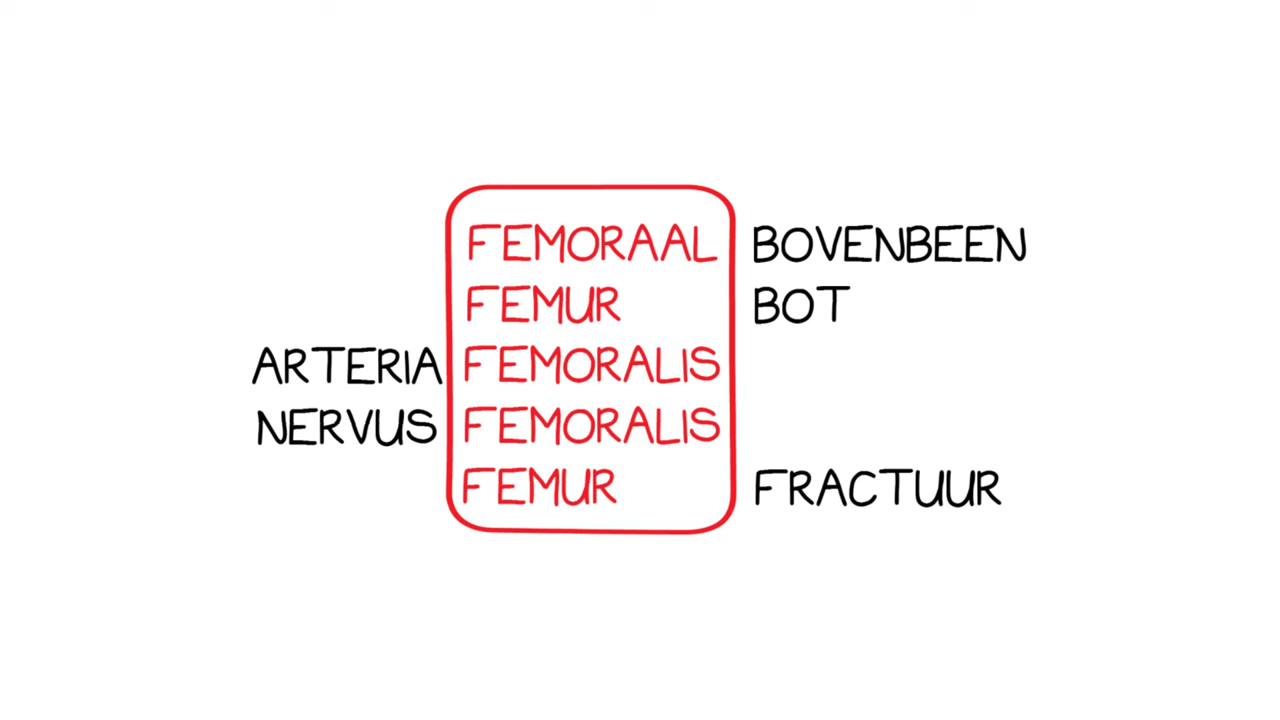 FEMORAAL BOVENBEEN
FEMUR BOT
ARTERIA FEMORALIS
NERVUS FEMORALIS
FEMUR FRACTUUR